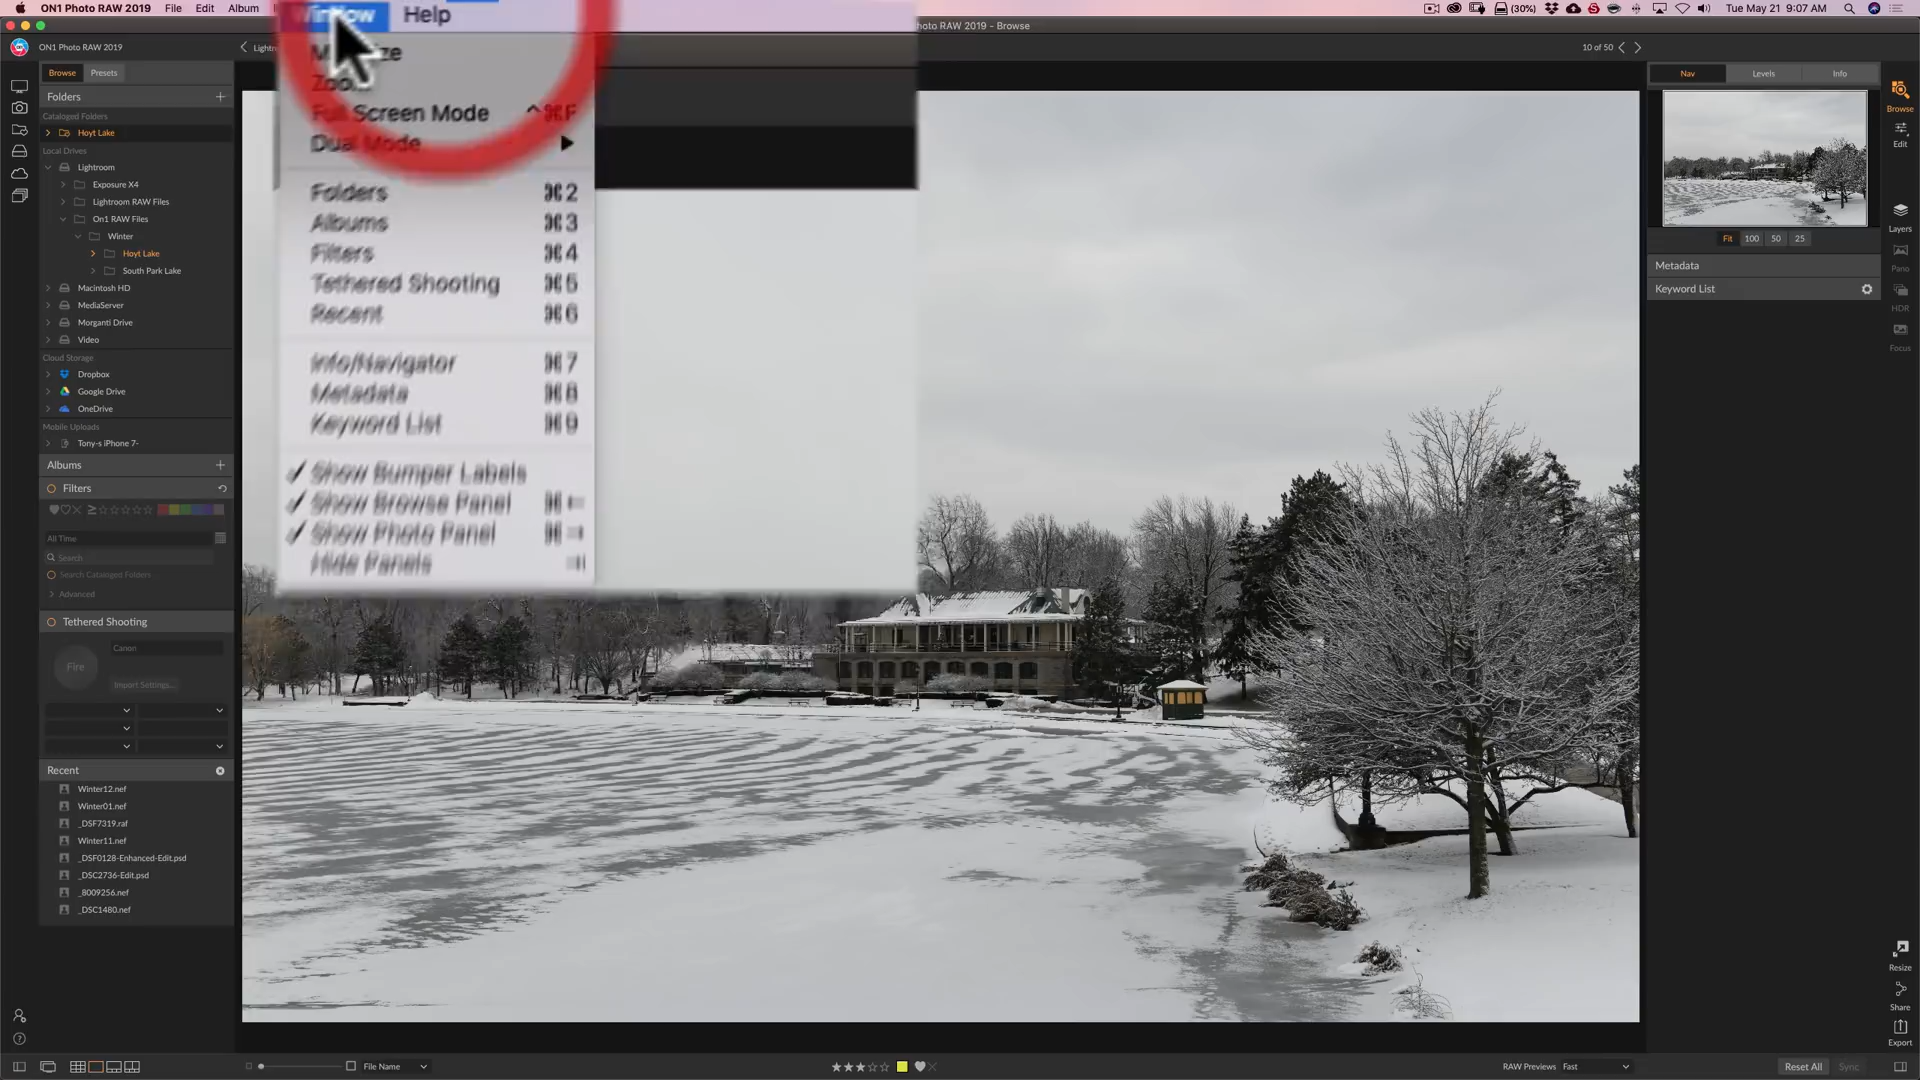 ON1 Photo RAW 2019 File Edit Album Window Help
(30%) Tue May 21 9:07 AM
oto RAW 2019 - Browse
ON1 Photo RAW 2019
Lightro
10 of 50
Browse Presets
Folders
Cataloged Folders
Hoyt Lake
Local Drives
Lightroom
Exposure X4
Lightroom RAW Files
On1 RAW Files
Winter
Hoyt Lake
South Park Lake
Macintosh HD
MediaServer
Morganti Drive
Video
Cloud Storage
Dropbox
Google Drive
OneDrive
Mobile Uploads
Tony-s iPhone 7-
Albums
Filters
All Time
Search
Search Cataloged Folders
Advanced
Tethered Shooting
Canon
Fire
Import Settings...
Recent
Winter12.nef
Winter01.nef
_DSF7319.raf
Winter11.nef
_DSF0128-Enhanced-Edit.psd
_DSC2736-Edit.psd
_8009256.nef
_DSC1480.nef
Full Screen Mode ^⌘F
Dual Mode
Folders ⌘2
Albums ⌘3
Filters ⌘4
Tethered Shooting ⌘5
Recent ⌘6
Info/Navigator ⌘7
Metadata ⌘8
Keyword List ⌘9
✓ Show Bumper Labels
✓ Show Browse Panel ⌘
✓ Show Photo Panel ⌘
Hide Panels
Nav Levels Info
Fit 100 50 25
Metadata
Keyword List
Browse
Edit
Layers
Pano
HDR
Focus
Resize
Share
Export
File Name
RAW Previews Fast
Reset All Sync